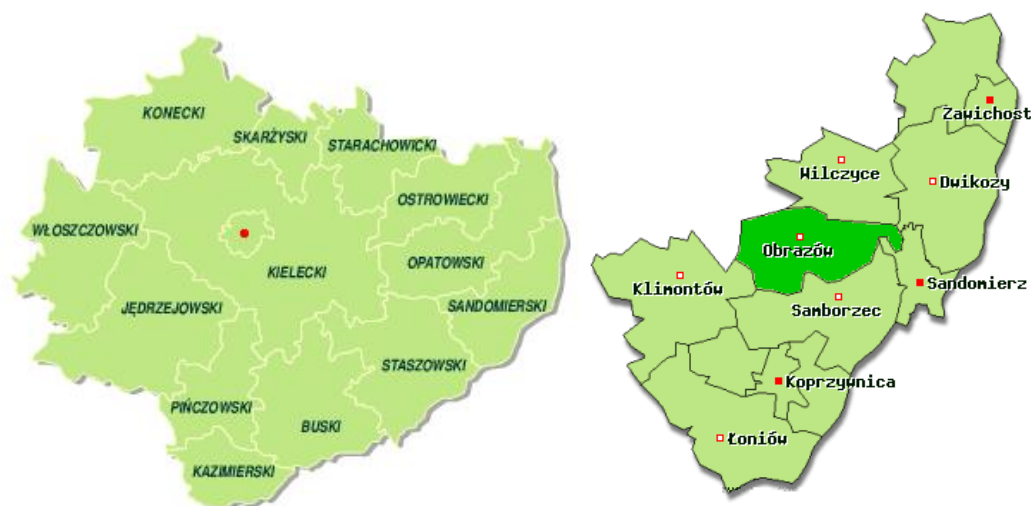 KONECKI
SKARŻYSKI
STARACHOWICKI
OSTROWIECKI
WŁOSZCZOWSKI
OPATOWSKI
KIELECKI
JĘDRZEJOWSKI
SANDOMIERSKI
STASZOWSKI
PIŃCZOWSKI
BUSKI
KAZIMIERSKI
Zawichost
Wilczyce
Dwikozy
Obrazów
Klimontów
Sandomierz
Samborzec
Koprzywnica
Łoniów